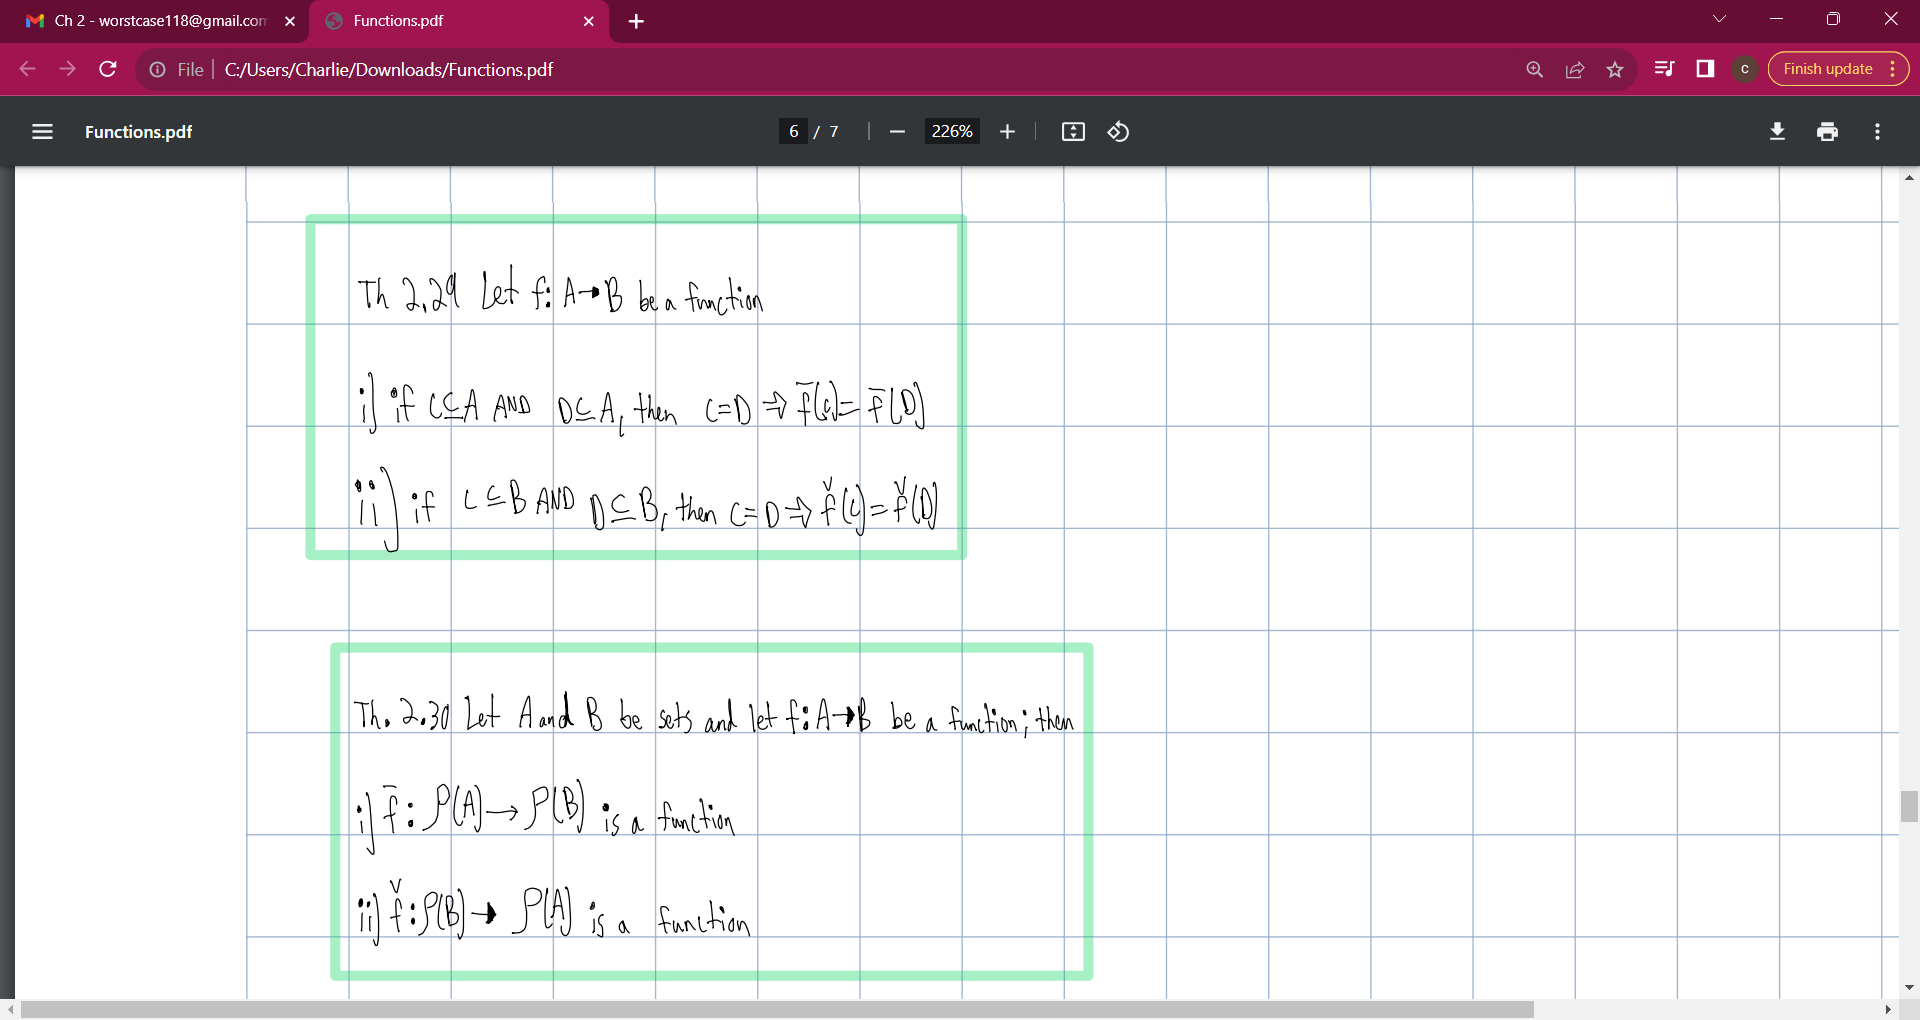 Ch 2 - worstcase118@gmail.com
Functions.pdf
File
C:/Users/Charlie/Downloads/Functions.pdf
C
Finish update
Functions.pdf
6 / 7
226%
Th 2.29 Let f: A→B be a function
i) if C⊆A AND D⊆A, then C=D ⇒ f̄(C)= f̄(D)
ii) if C⊆B AND D⊆B, then C=D ⇒ f̌(C)= f̌(D)
Th. 2.30 Let A and B be sets and let f: A→B be a function; then
i) f̄: P(A)→P(B) is a function
ii) f̌: P(B)→ P(A) is a function